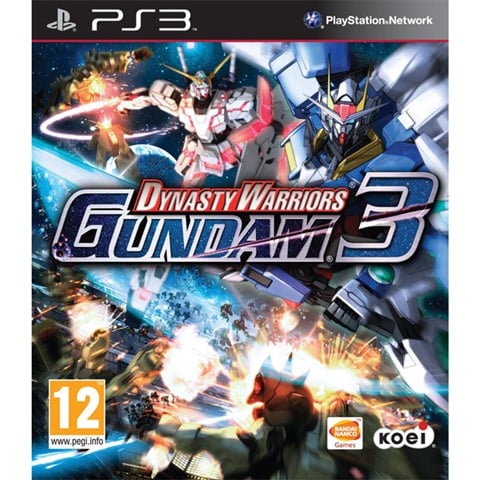 PS3
PlayStation®Network
DYNASTY WARRIORS®
GUNDAM® 3
12
www.pegi.info
BANDAI
NAMCO
Games
KOEI